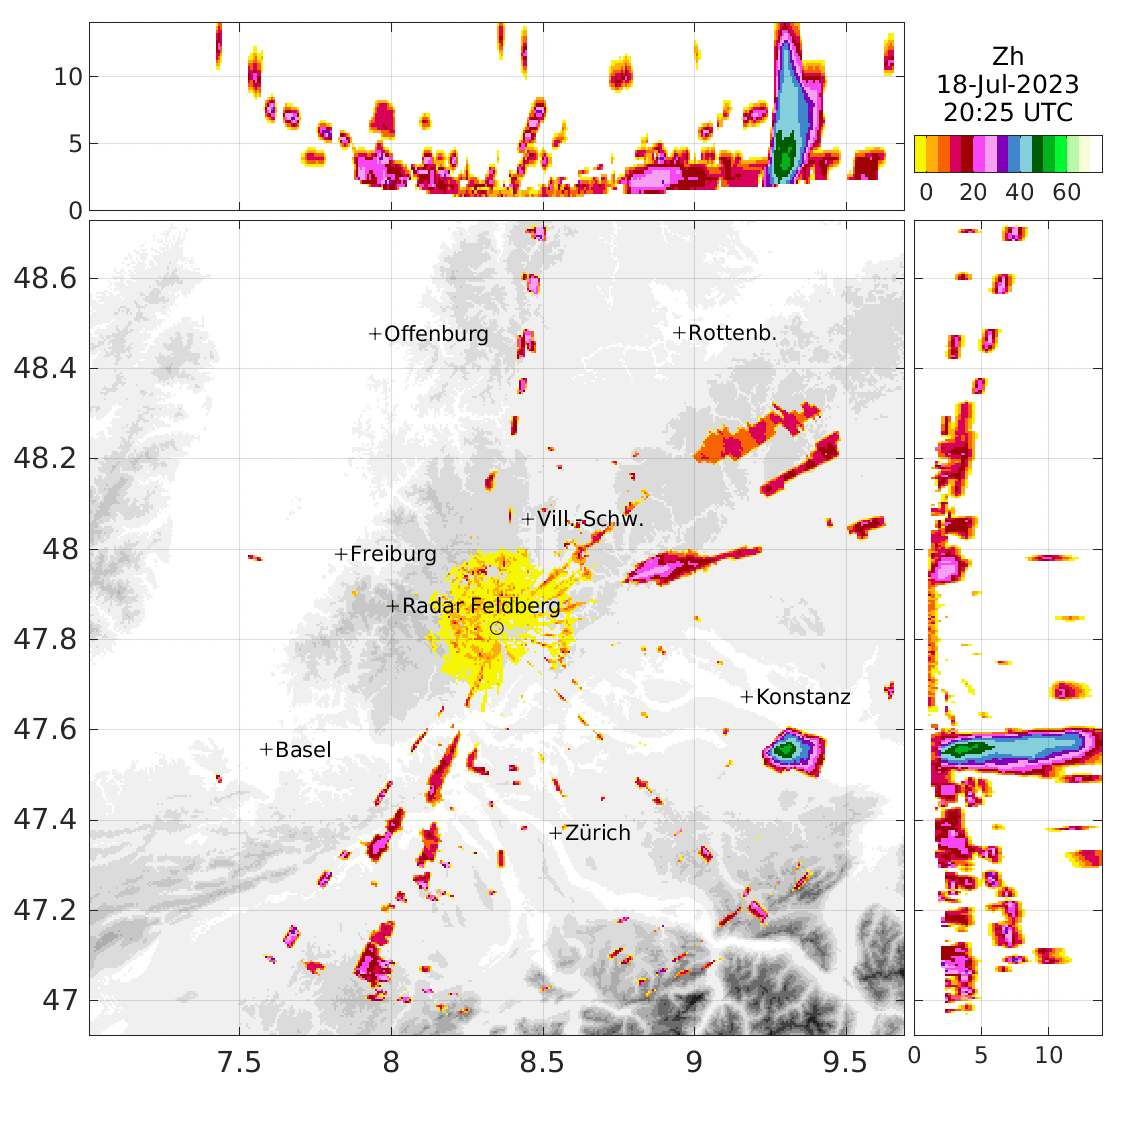 10
5
0
Zh
18-Jul-2023
20:25 UTC
0 20 40 60
48.6
48.4
48.2
48
47.8
47.6
47.4
47.2
47
+Offenburg
+Rottenb.
+Vill.-Schw.
+Freiburg
+Radar Feldberg
+Konstanz
+Basel
+Zürich
7.5 8 8.5 9 9.5
0 5 10